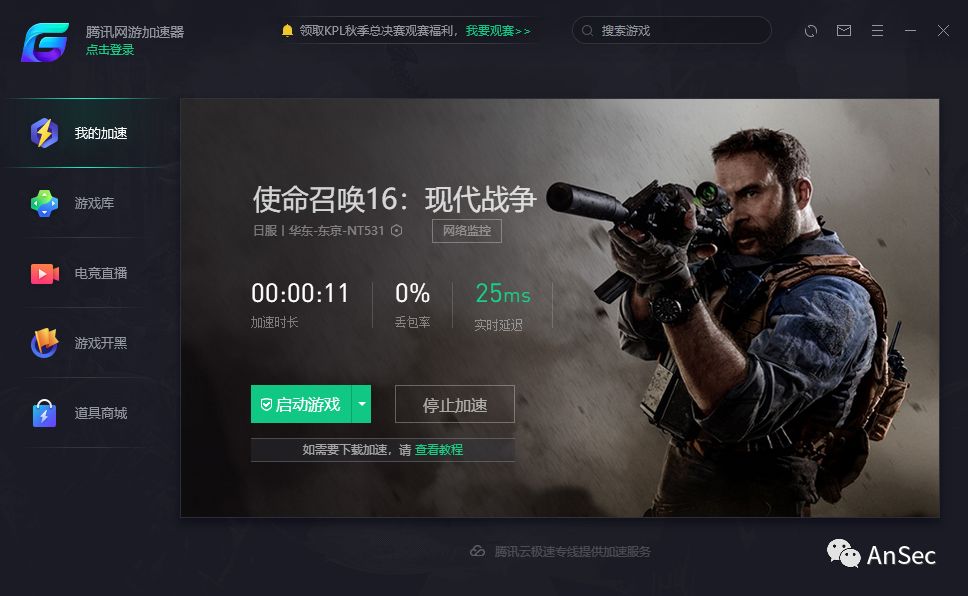 腾讯网游加速器
点击登录
领取KPL秋季总决赛观赛福利，我要观赛>>
搜索游戏
我的加速
游戏库
电竞直播
游戏开黑
道具商城
使命召唤16：现代战争
日服丨华东-东京-NT531
网络监控
00:00:11
加速时长
0%
丢包率
25ms
实时延迟
启动游戏
停止加速
如需要下载加速，请 查看教程
腾讯云极速专线提供加速服务
AnSec